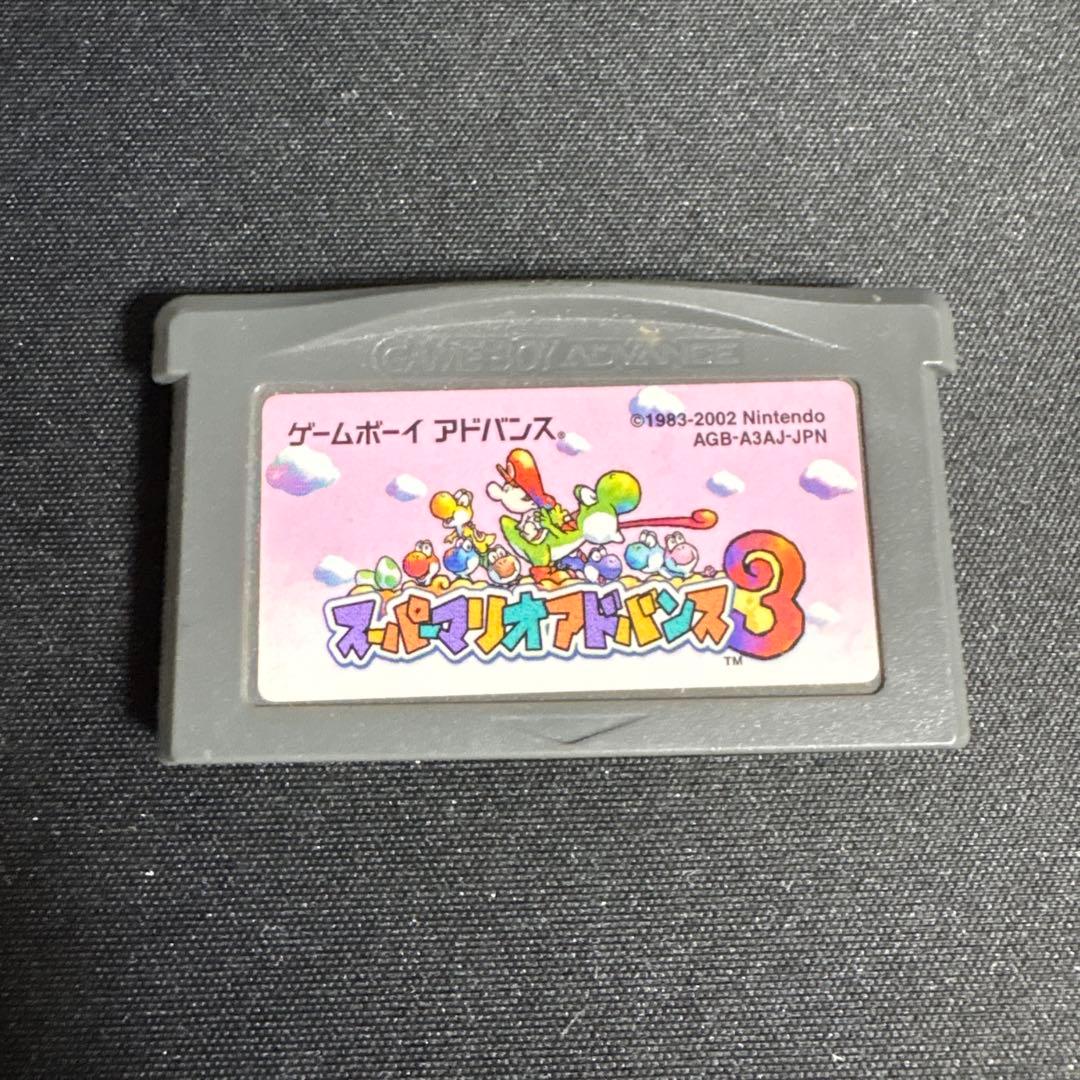 GAME BOY ADVANCE
ゲームボーイ アドバンス®
©1983-2002 Nintendo
AGB-A3AJ-JPN
スーパーマリオアドバンス3
TM